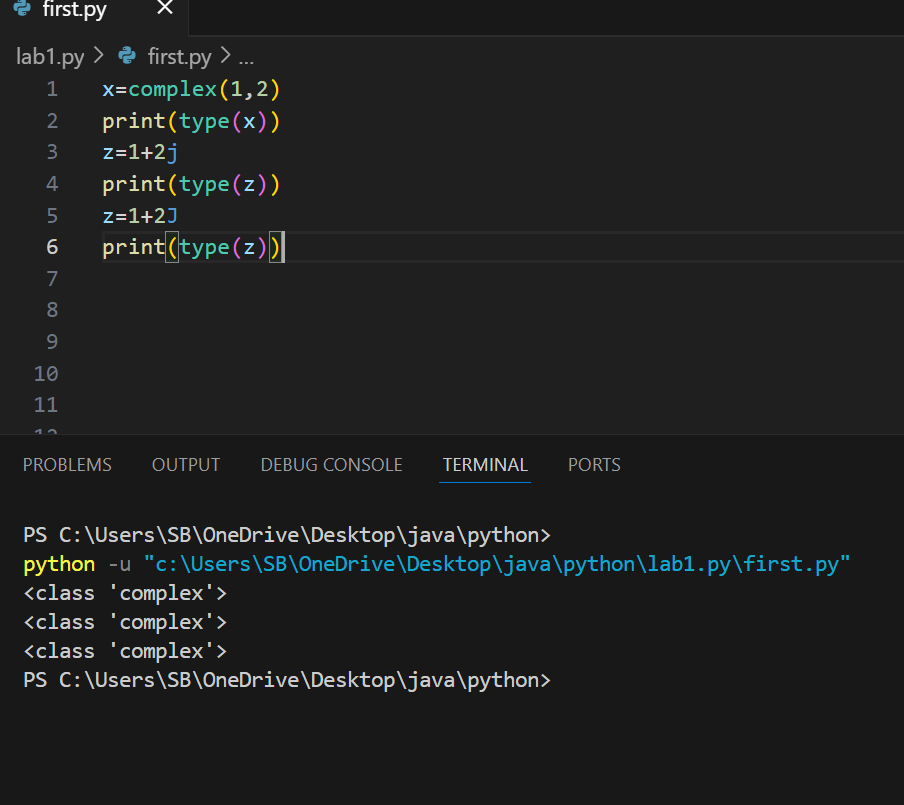 first.py
lab1.py > first.py > ...
1 x=complex(1,2)
2 print(type(x))
3 z=1+2j
4 print(type(z))
5 z=1+2J
6 print(type(z))
7
8
9
10
11
12
PROBLEMS OUTPUT DEBUG CONSOLE TERMINAL PORTS
PS C:\Users\SB\OneDrive\Desktop\java\python>
python -u "c:\Users\SB\OneDrive\Desktop\java\python\lab1.py\first.py"
<class 'complex'>
<class 'complex'>
<class 'complex'>
PS C:\Users\SB\OneDrive\Desktop\java\python>